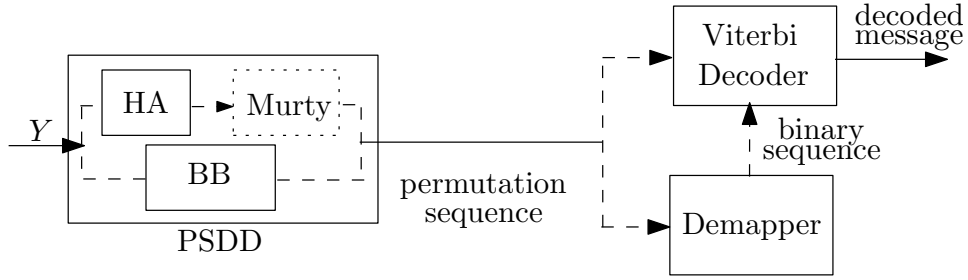 decoded
message
Viterbi
Decoder
HA
Murty
Y
BB
binary
sequence
permutation
sequence
Demapper
PSDD